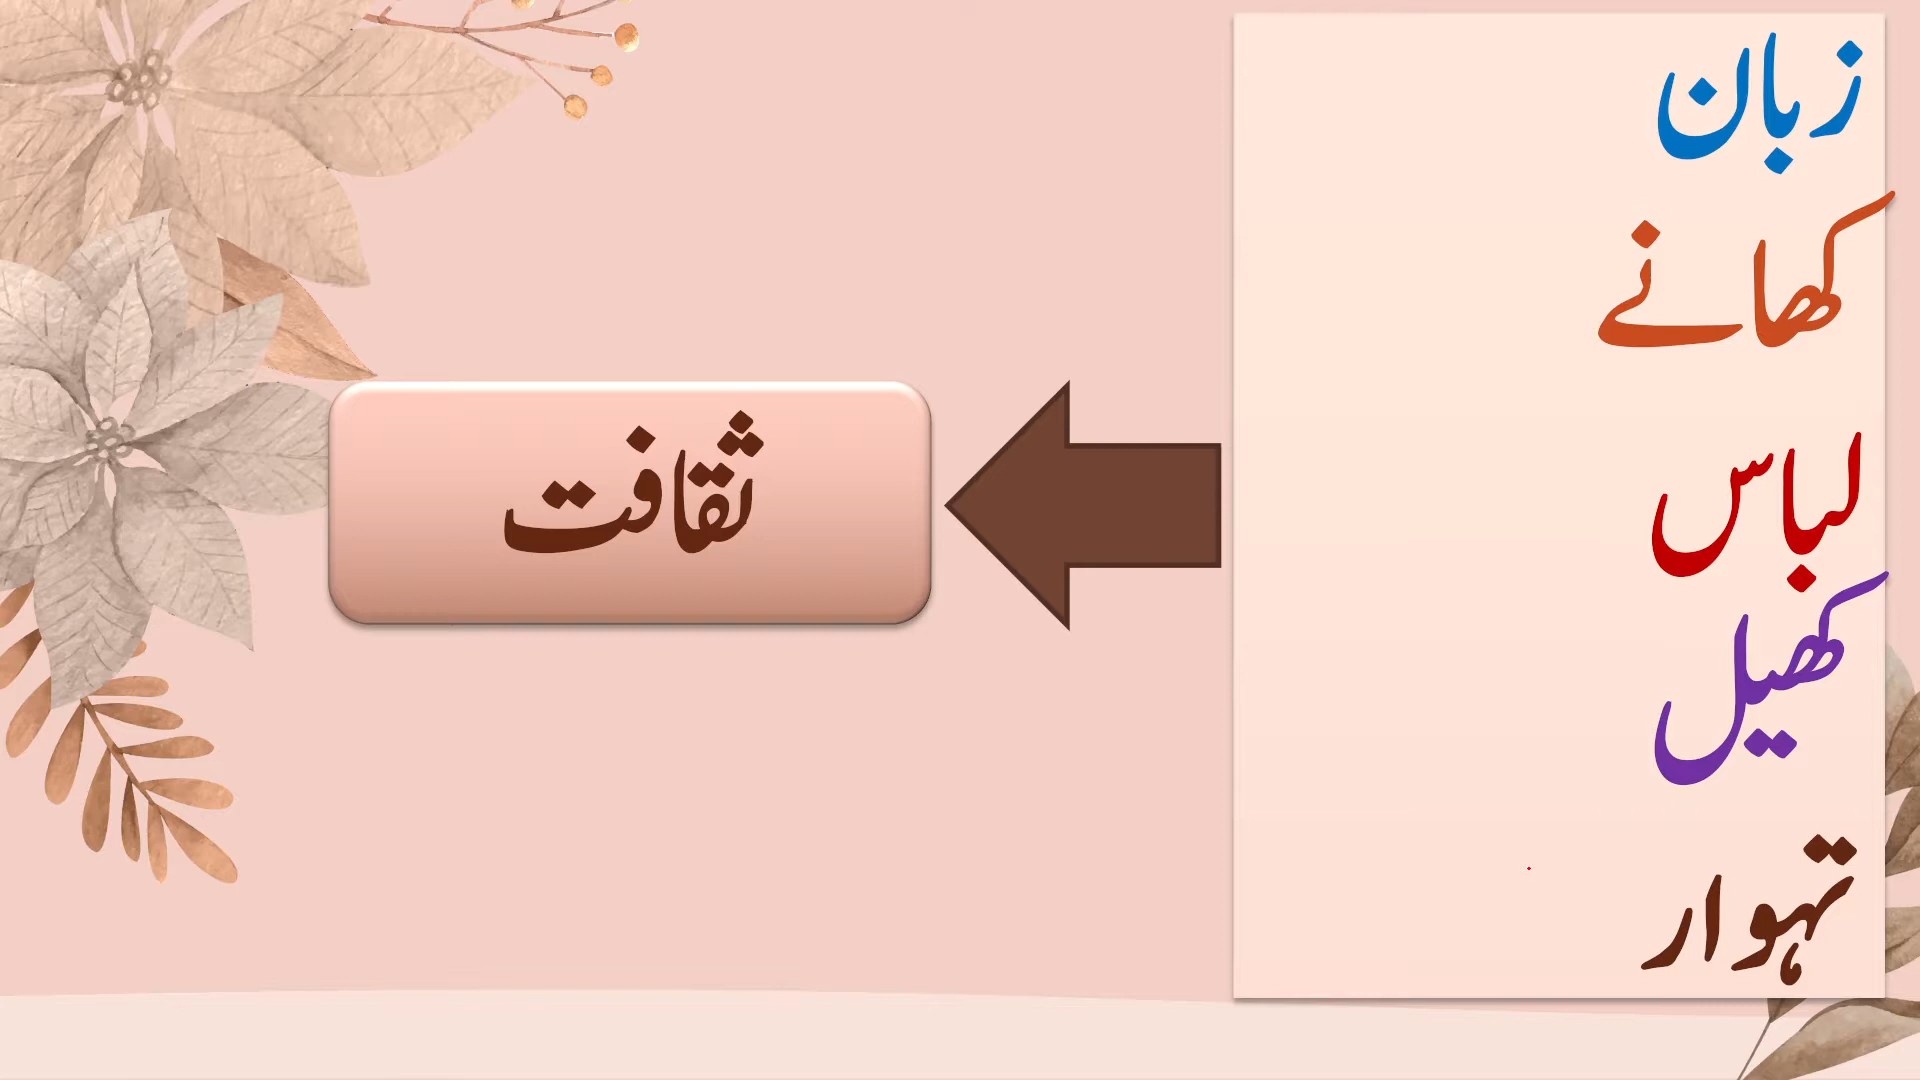 زبان
کھانے
لباس
کھیل
تہوار
ثقافت